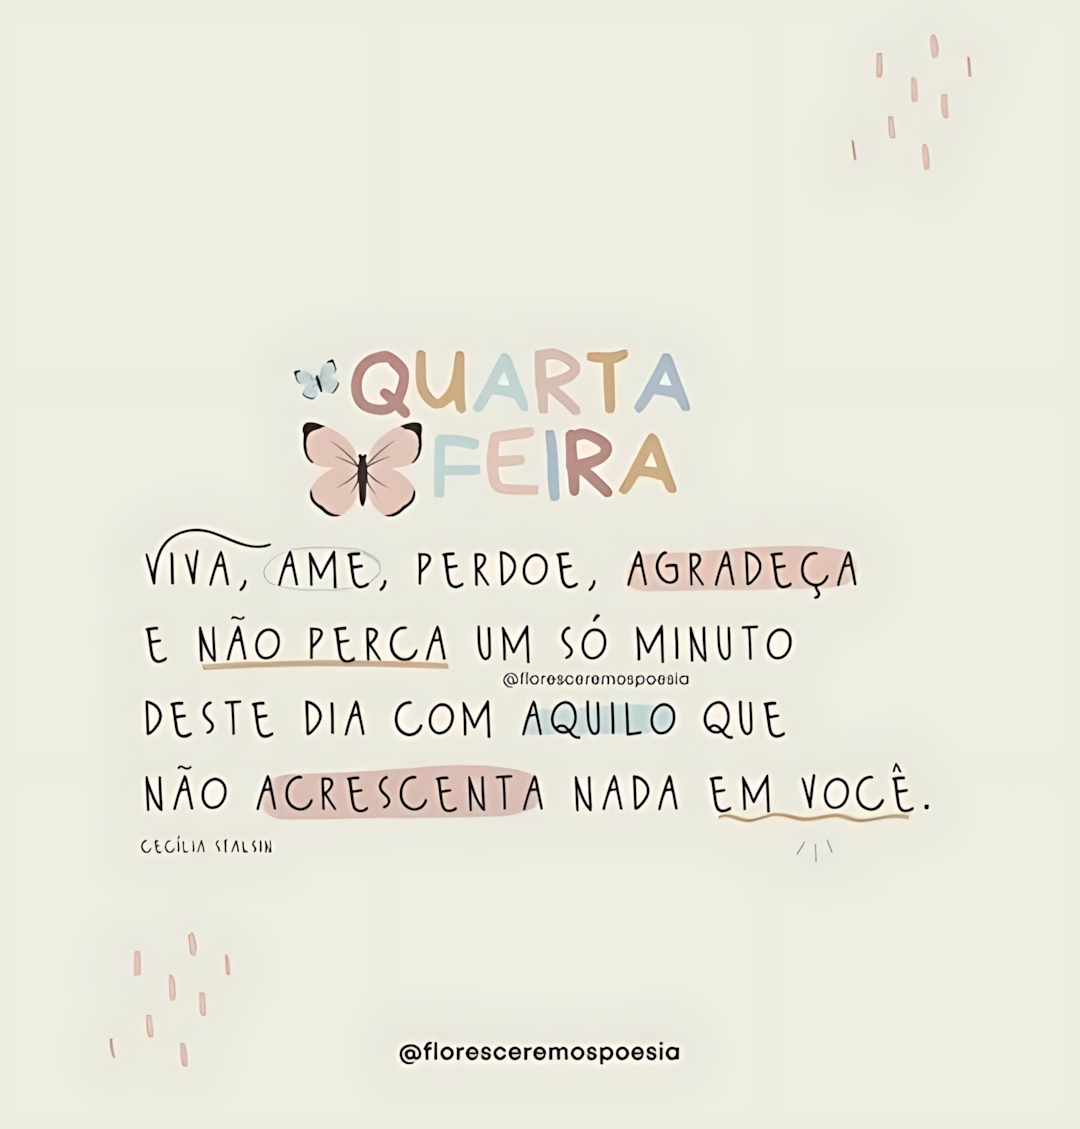 QUARTA
FEIRA
VIVA, AME, PERDOE, AGRADEÇA
E NÃO PERCA UM SÓ MINUTO
@floresceremospoesia
DESTE DIA COM AQUILO QUE
NÃO ACRESCENTA NADA EM VOCÊ.
CECÍLIA
@floresceremospoesia